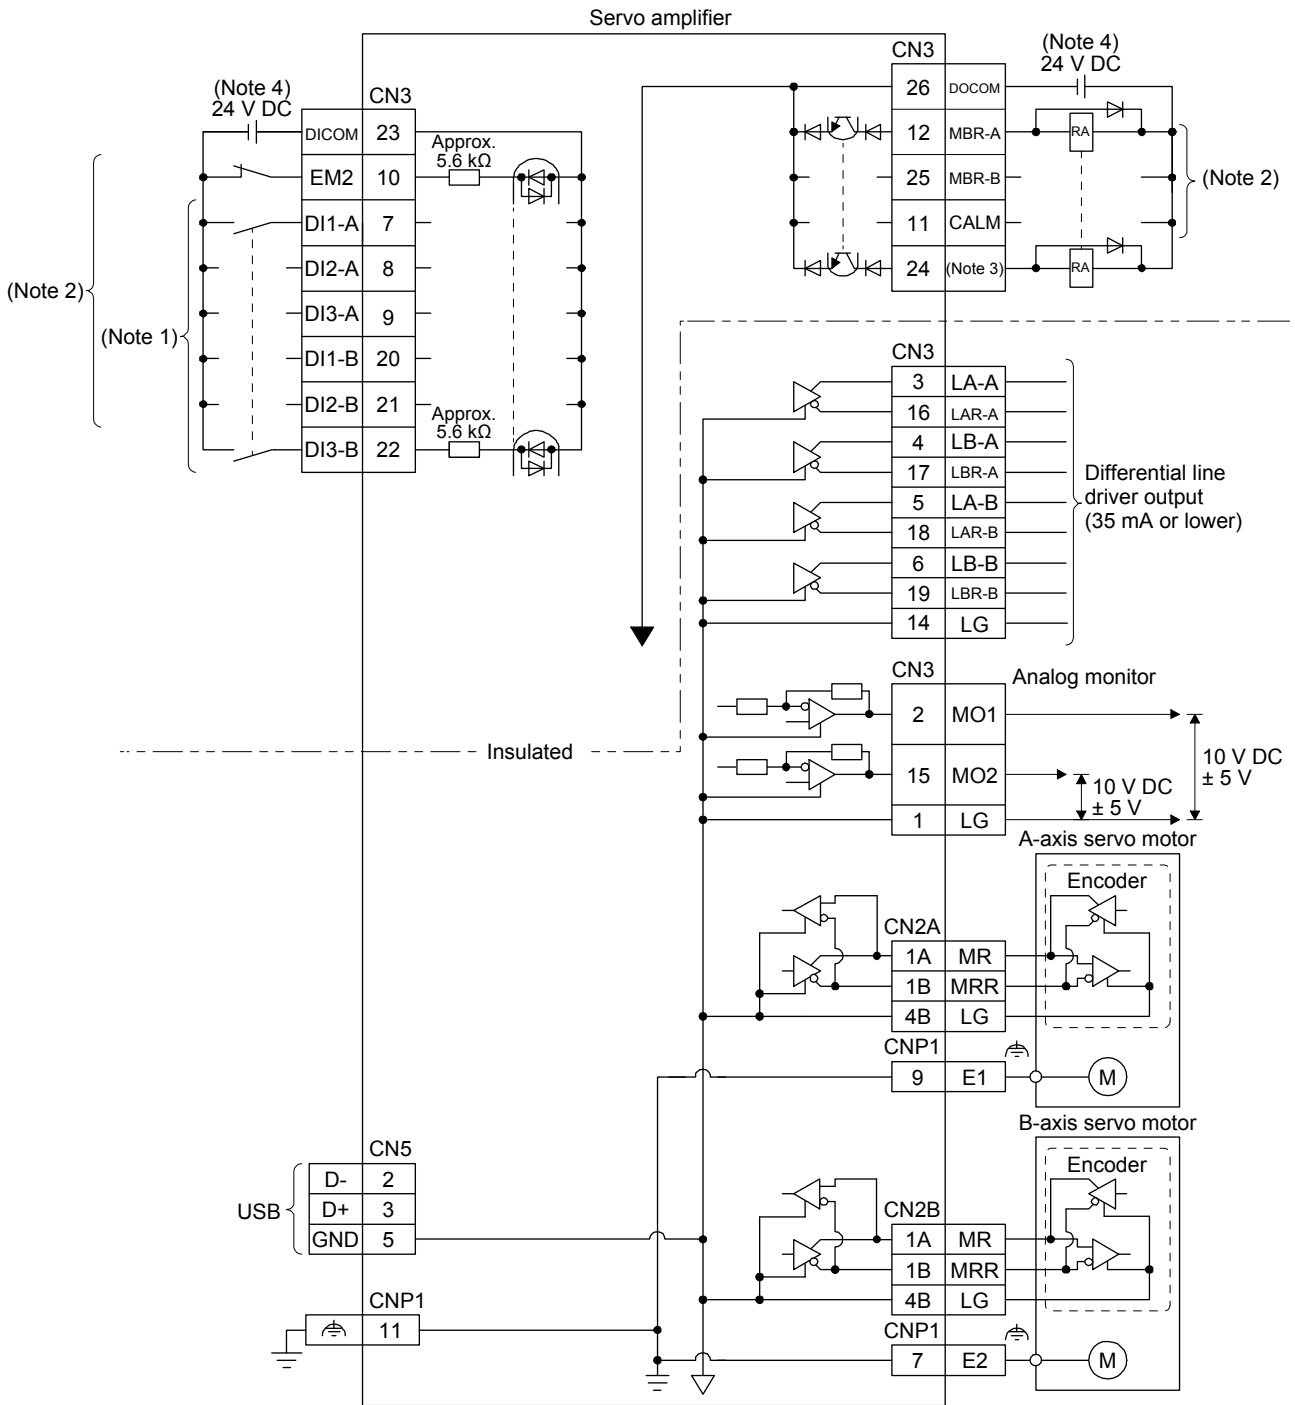 Servo amplifier
(Note 4)
24 V DC
CN3
DICOM 23
EM2 10
DI1-A 7
DI2-A 8
DI3-A 9
DI1-B 20
DI2-B 21
DI3-B 22
Approx.
5.6 kΩ
Approx.
5.6 kΩ
(Note 2)
(Note 1)
CN3
(Note 4)
24 V DC
26 DOCOM
12 MBR-A
25 MBR-B
11 CALM
24 (Note 3)
RA
RA
(Note 2)
CN3
3 LA-A
16 LAR-A
4 LB-A
17 LBR-A
5 LA-B
18 LAR-B
6 LB-B
19 LBR-B
14 LG
Differential line
driver output
(35 mA or lower)
CN3
Analog monitor
2 MO1
15 MO2
1 LG
10 V DC
± 5 V
10 V DC
± 5 V
Insulated
A-axis servo motor
Encoder
CN2A
1A MR
1B MRR
4B LG
CNP1
9 E1
M
B-axis servo motor
Encoder
CN2B
1A MR
1B MRR
4B LG
CNP1
7 E2
M
CN5
USB
D- 2
D+ 3
GND 5
CNP1
11